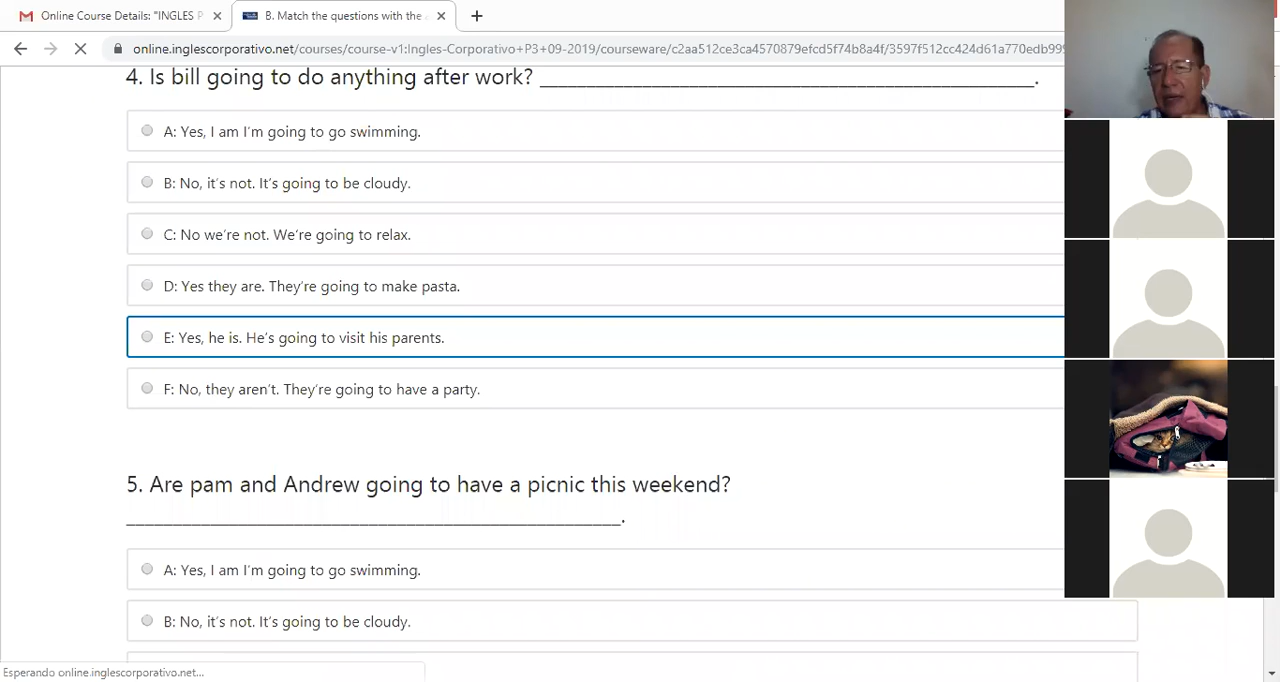 Online Course Details: "INGLES P
B. Match the questions with the
online.inglescorporativo.net/courses/course-v1:Ingles-Corporativo+P3+09-2019/courseware/c2aa512ce3ca4570879efcd5f74b8a4f/3597f512cc424d61a770edb99
4. Is bill going to do anything after work? ____________________.
A: Yes, I am I'm going to go swimming.
B: No, it's not. It's going to be cloudy.
C: No we're not. We're going to relax.
D: Yes they are. They're going to make pasta.
E: Yes, he is. He's going to visit his parents.
F: No, they aren't. They're going to have a party.
5. Are pam and Andrew going to have a picnic this weekend?
____________________.
A: Yes, I am I'm going to go swimming.
B: No, it's not. It's going to be cloudy.
Esperando online.inglescorporativo.net...